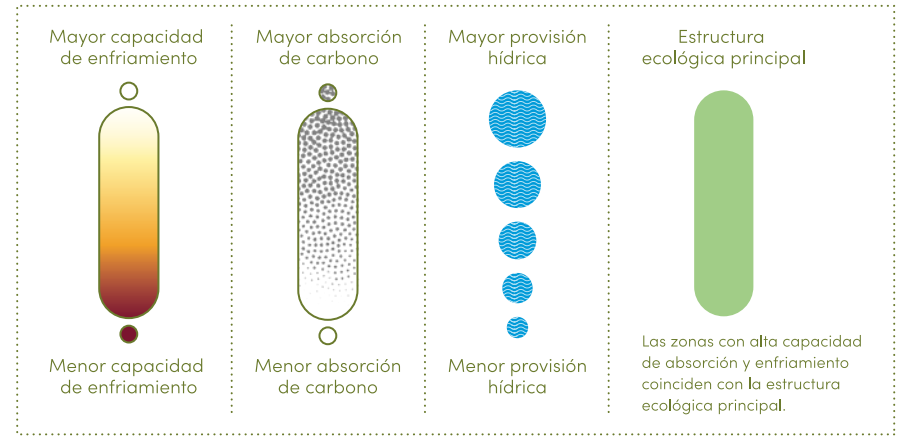 Mayor capacidad
de enfriamiento
Menor capacidad
de enfriamiento
Mayor absorción
de carbono
Menor absorción
de carbono
Mayor provisión
hídrica
Menor provisión
hídrica
Estructura
ecológica principal
Las zonas con alta capacidad
de absorción y enfriamiento
coinciden con la estructura
ecológica principal.